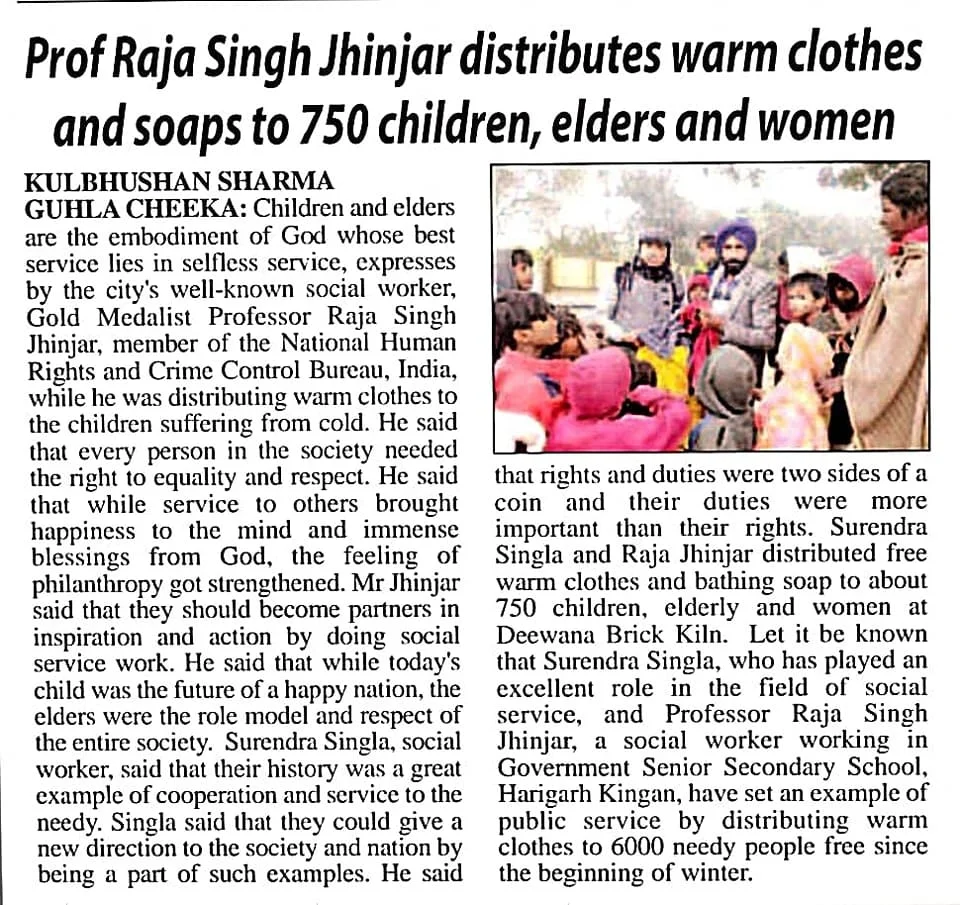 Prof Raja Singh Jhinjar distributes warm clothes
and soaps to 750 children, elders and women
KULBHUSHAN SHARMA
GUHLA CHEEKA: Children and elders
are the embodiment of God whose best
service lies in selfless service, expresses
by the city's well-known social worker,
Gold Medalist Professor Raja Singh
Jhinjar, member of the National Human
Rights and Crime Control Bureau, India,
while he was distributing warm clothes to
the children suffering from cold. He said
that every person in the society needed
the right to equality and respect. He said
that while service to others brought
happiness to the mind and immense
blessings from God, the feeling of
philanthropy got strengthened. Mr Jhinjar
said that they should become partners in
inspiration and action by doing social
service work. He said that while today's
child was the future of a happy nation, the
elders were the role model and respect of
the entire society. Surendra Singla, social
worker, said that their history was a great
example of cooperation and service to the
needy. Singla said that they could give a
new direction to the society and nation by
being a part of such examples. He said
that rights and duties were two sides of a
coin and their duties were more
important than their rights. Surendra
Singla and Raja Jhinjar distributed free
warm clothes and bathing soap to about
750 children, elderly and women at
Deewana Brick Kiln. Let it be known
that Surendra Singla, who has played an
excellent role in the field of social
service, and Professor Raja Singh
Jhinjar, a social worker working in
Government Senior Secondary School,
Harigarh Kingan, have set an example of
public service by distributing warm
clothes to 6000 needy people free since
the beginning of winter.